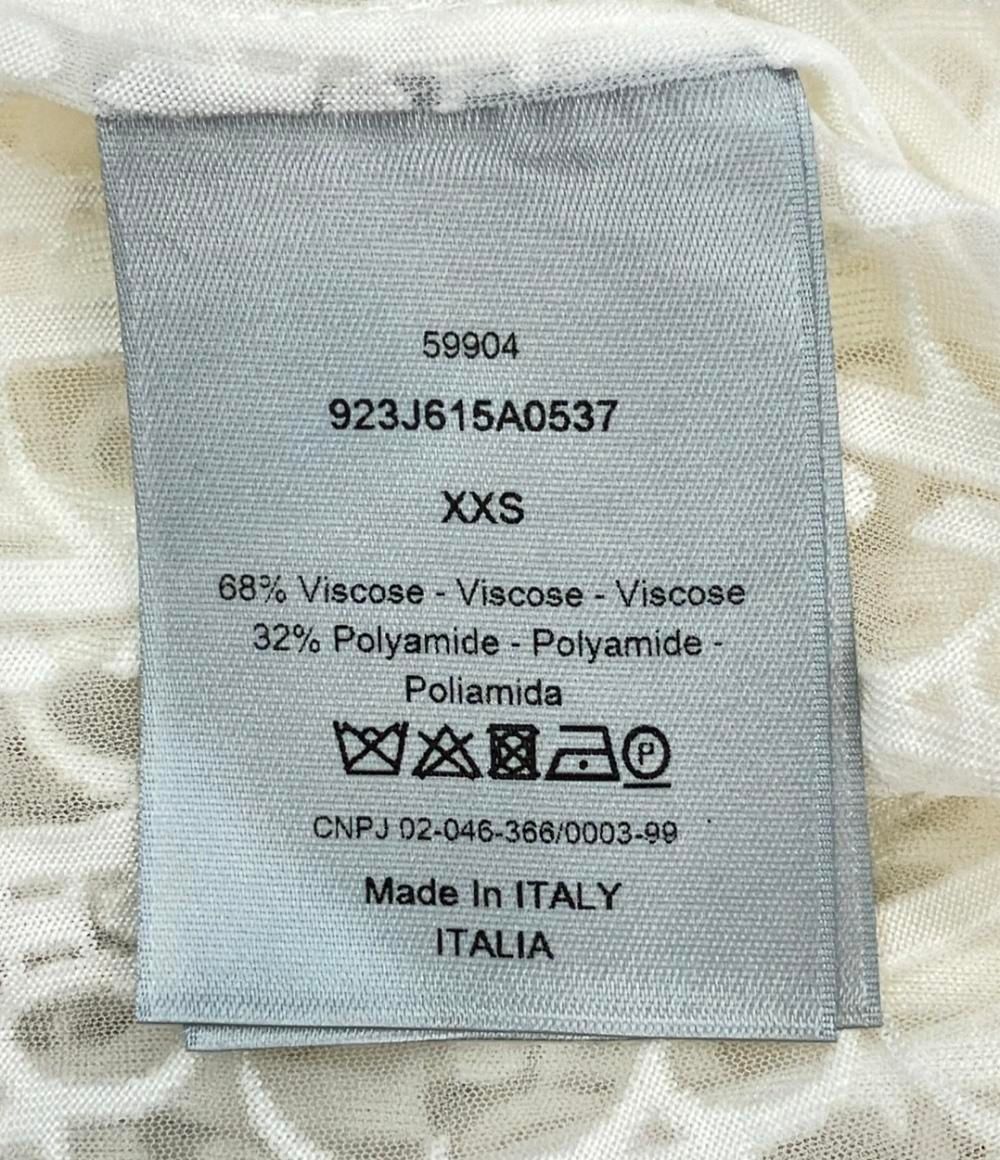 59904
923J615A0537
XXS
68% Viscose - Viscose - Viscose
32% Polyamide - Polyamide -
Poliamida
P
CNPJ 02-046-366/0003-99
Made In ITALY
ITALIA